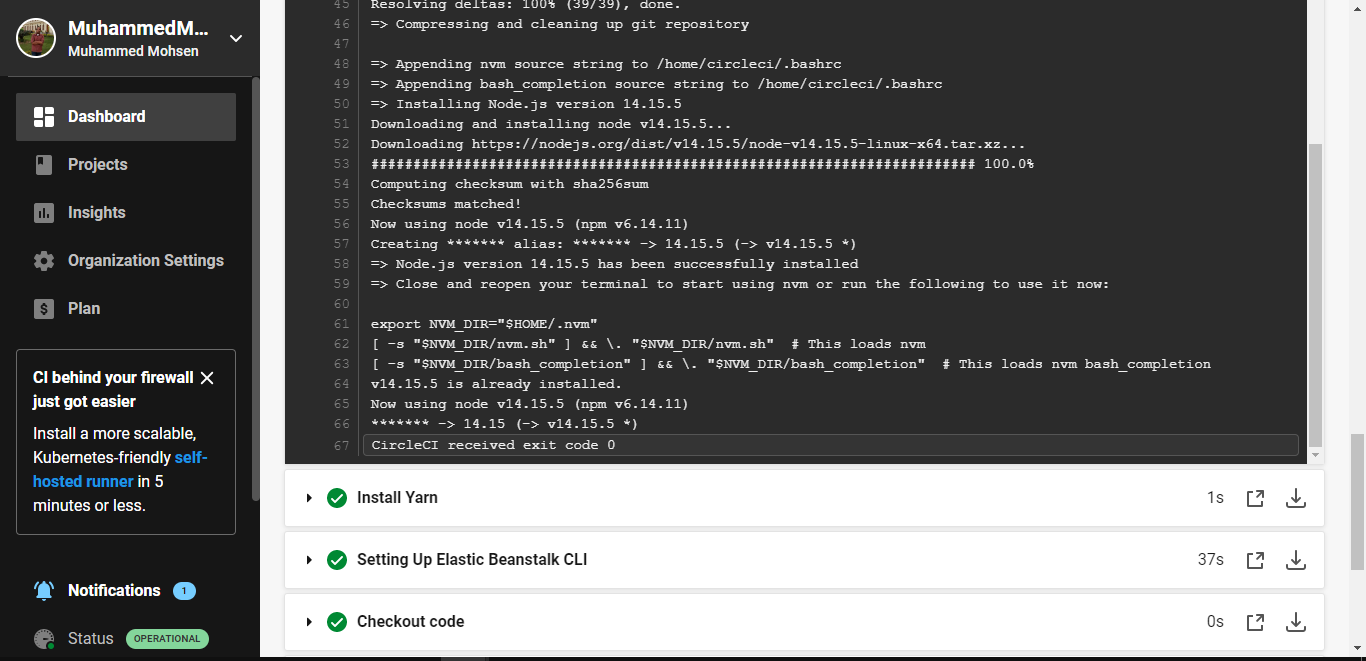 MuhammedM...
Muhammed Mohsen
Dashboard
Projects
Insights
Organization Settings
Plan
CI behind your firewall
just got easier
Install a more scalable,
Kubernetes-friendly self-
hosted runner in 5
minutes or less.
Notifications 1
Status OPERATIONAL
45 Resolving deltas: 100% (39/39), done.
46 => Compressing and cleaning up git repository
47
48 => Appending nvm source string to /home/circleci/.bashrc
49 => Appending bash_completion source string to /home/circleci/.bashrc
50 => Installing Node.js version 14.15.5
51 Downloading and installing node v14.15.5...
52 Downloading https://nodejs.org/dist/v14.15.5/node-v14.15.5-linux-x64.tar.xz...
53 ######################################################################## 100.0%
54 Computing checksum with sha256sum
55 Checksums matched!
56 Now using node v14.15.5 (npm v6.14.11)
57 Creating ******* alias: ******* -> 14.15.5 (-> v14.15.5 *)
58 => Node.js version 14.15.5 has been successfully installed
59 => Close and reopen your terminal to start using nvm or run the following to use it now:
60
61 export NVM_DIR="$HOME/.nvm"
62 [ -s "$NVM_DIR/nvm.sh" ] && \. "$NVM_DIR/nvm.sh"  # This loads nvm
63 [ -s "$NVM_DIR/bash_completion" ] && \. "$NVM_DIR/bash_completion"  # This loads nvm bash_completion
64 v14.15.5 is already installed.
65 Now using node v14.15.5 (npm v6.14.11)
66 ******* -> 14.15 (-> v14.15.5 *)
67 CircleCI received exit code 0
Install Yarn 1s
Setting Up Elastic Beanstalk CLI 37s
Checkout code 0s